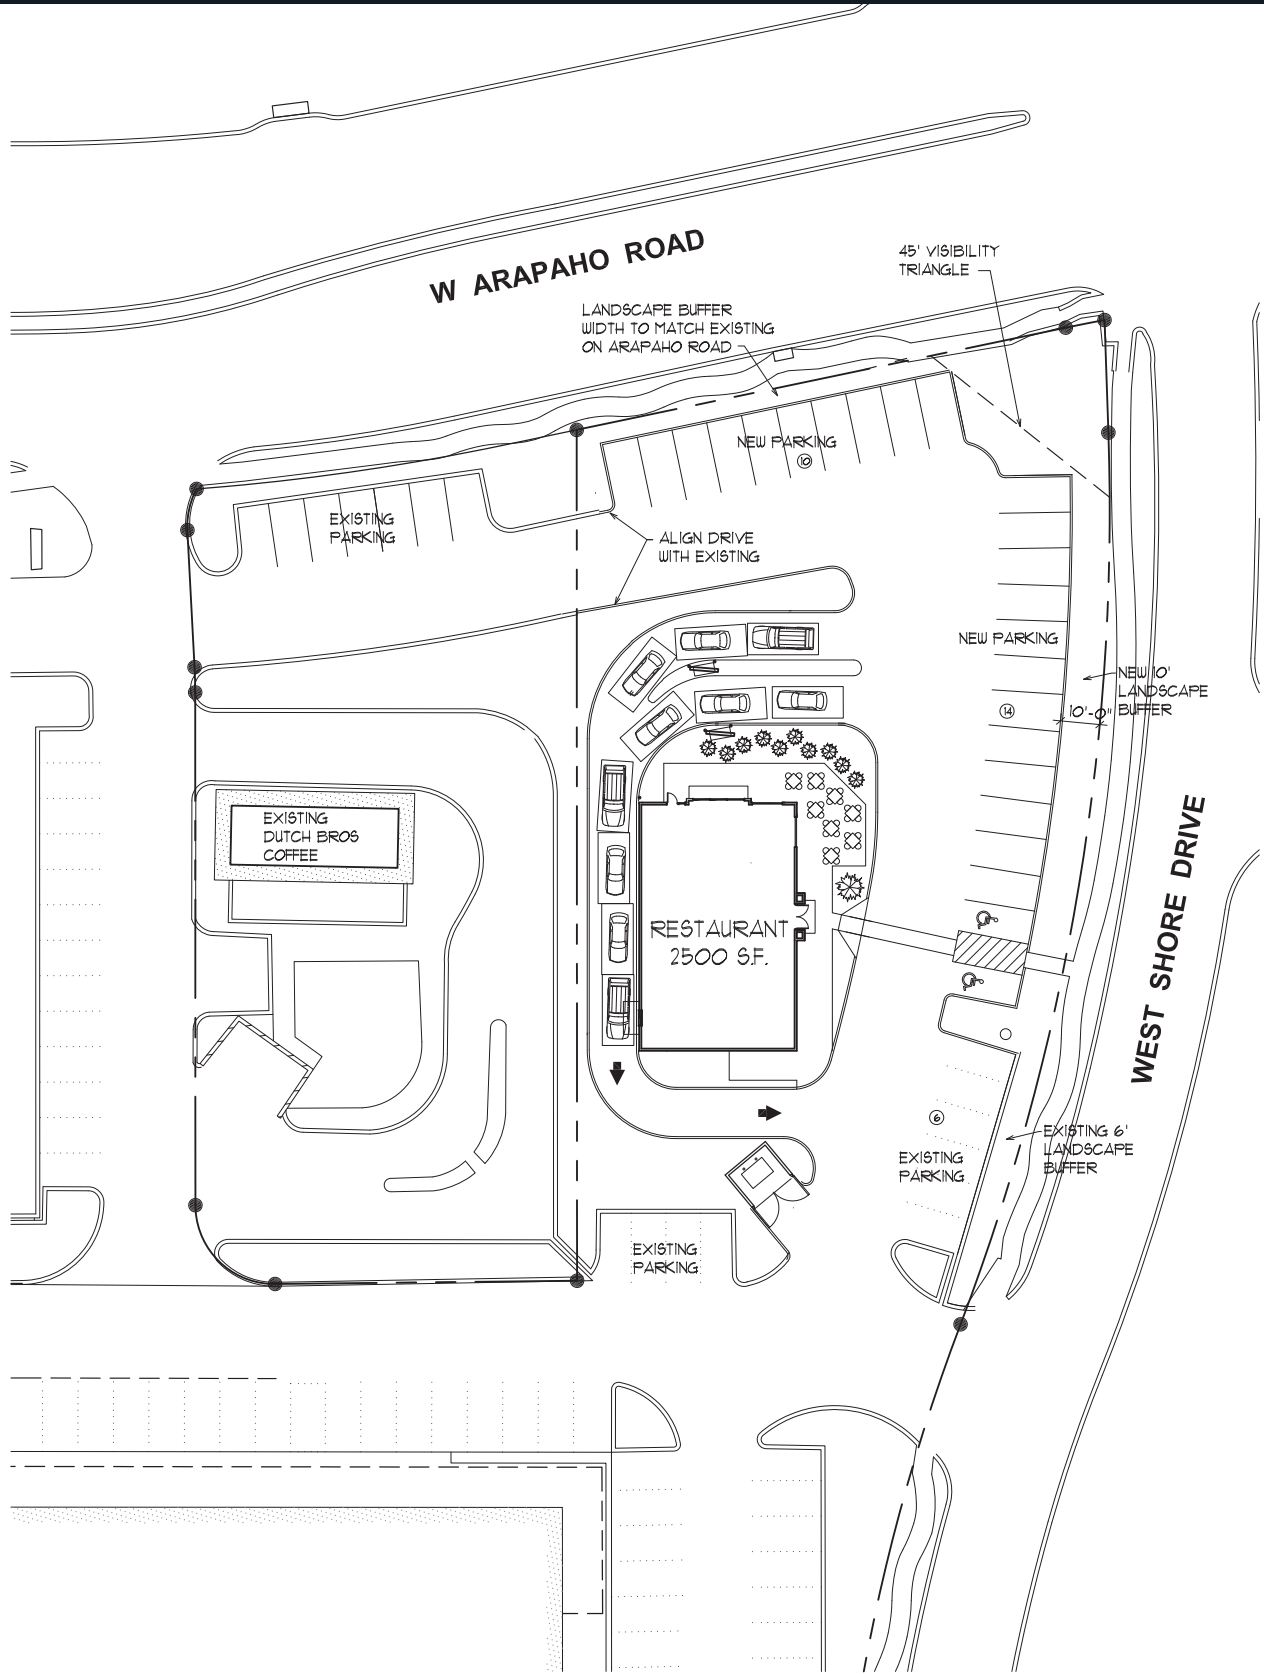 W ARAPAHO ROAD
45' VISIBILITY
TRIANGLE
LANDSCAPE BUFFER
WIDTH TO MATCH EXISTING
ON ARAPAHO ROAD
NEW PARKING
10
EXISTING
PARKING
ALIGN DRIVE
WITH EXISTING
NEW PARKING
14
NEW 10'
LANDSCAPE
BUFFER
10'-0"
EXISTING
DUTCH BROS
COFFEE
RESTAURANT
2500 S.F.
WEST SHORE DRIVE
6
EXISTING
PARKING
EXISTING 6'
LANDSCAPE
BUFFER
EXISTING
PARKING